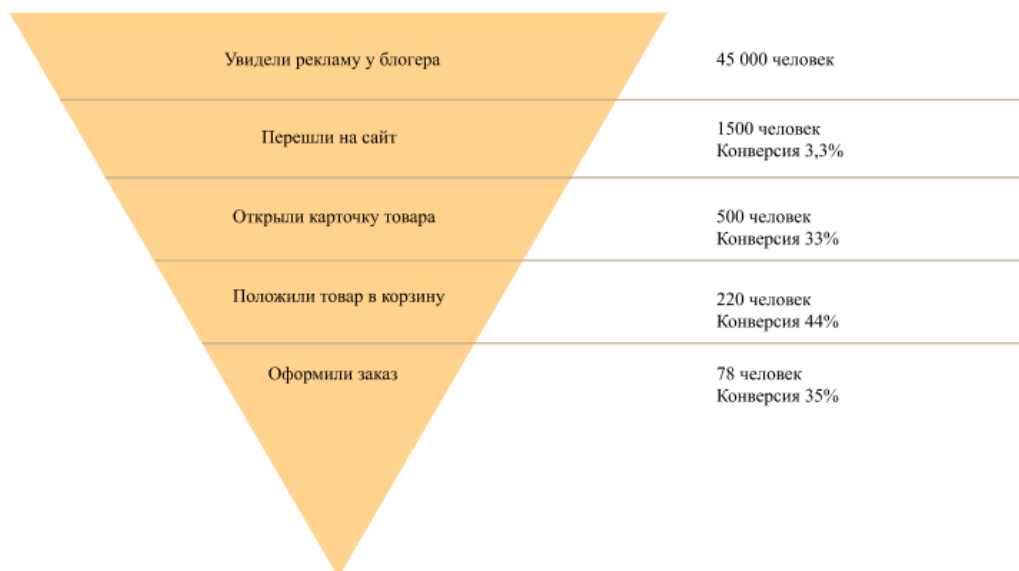 Увидели рекламу у блогера
45 000 человек
Перешли на сайт
1500 человек
Конверсия 3,3%
Открыли карточку товара
500 человек
Конверсия 33%
Положили товар в корзину
220 человек
Конверсия 44%
Оформили заказ
78 человек
Конверсия 35%